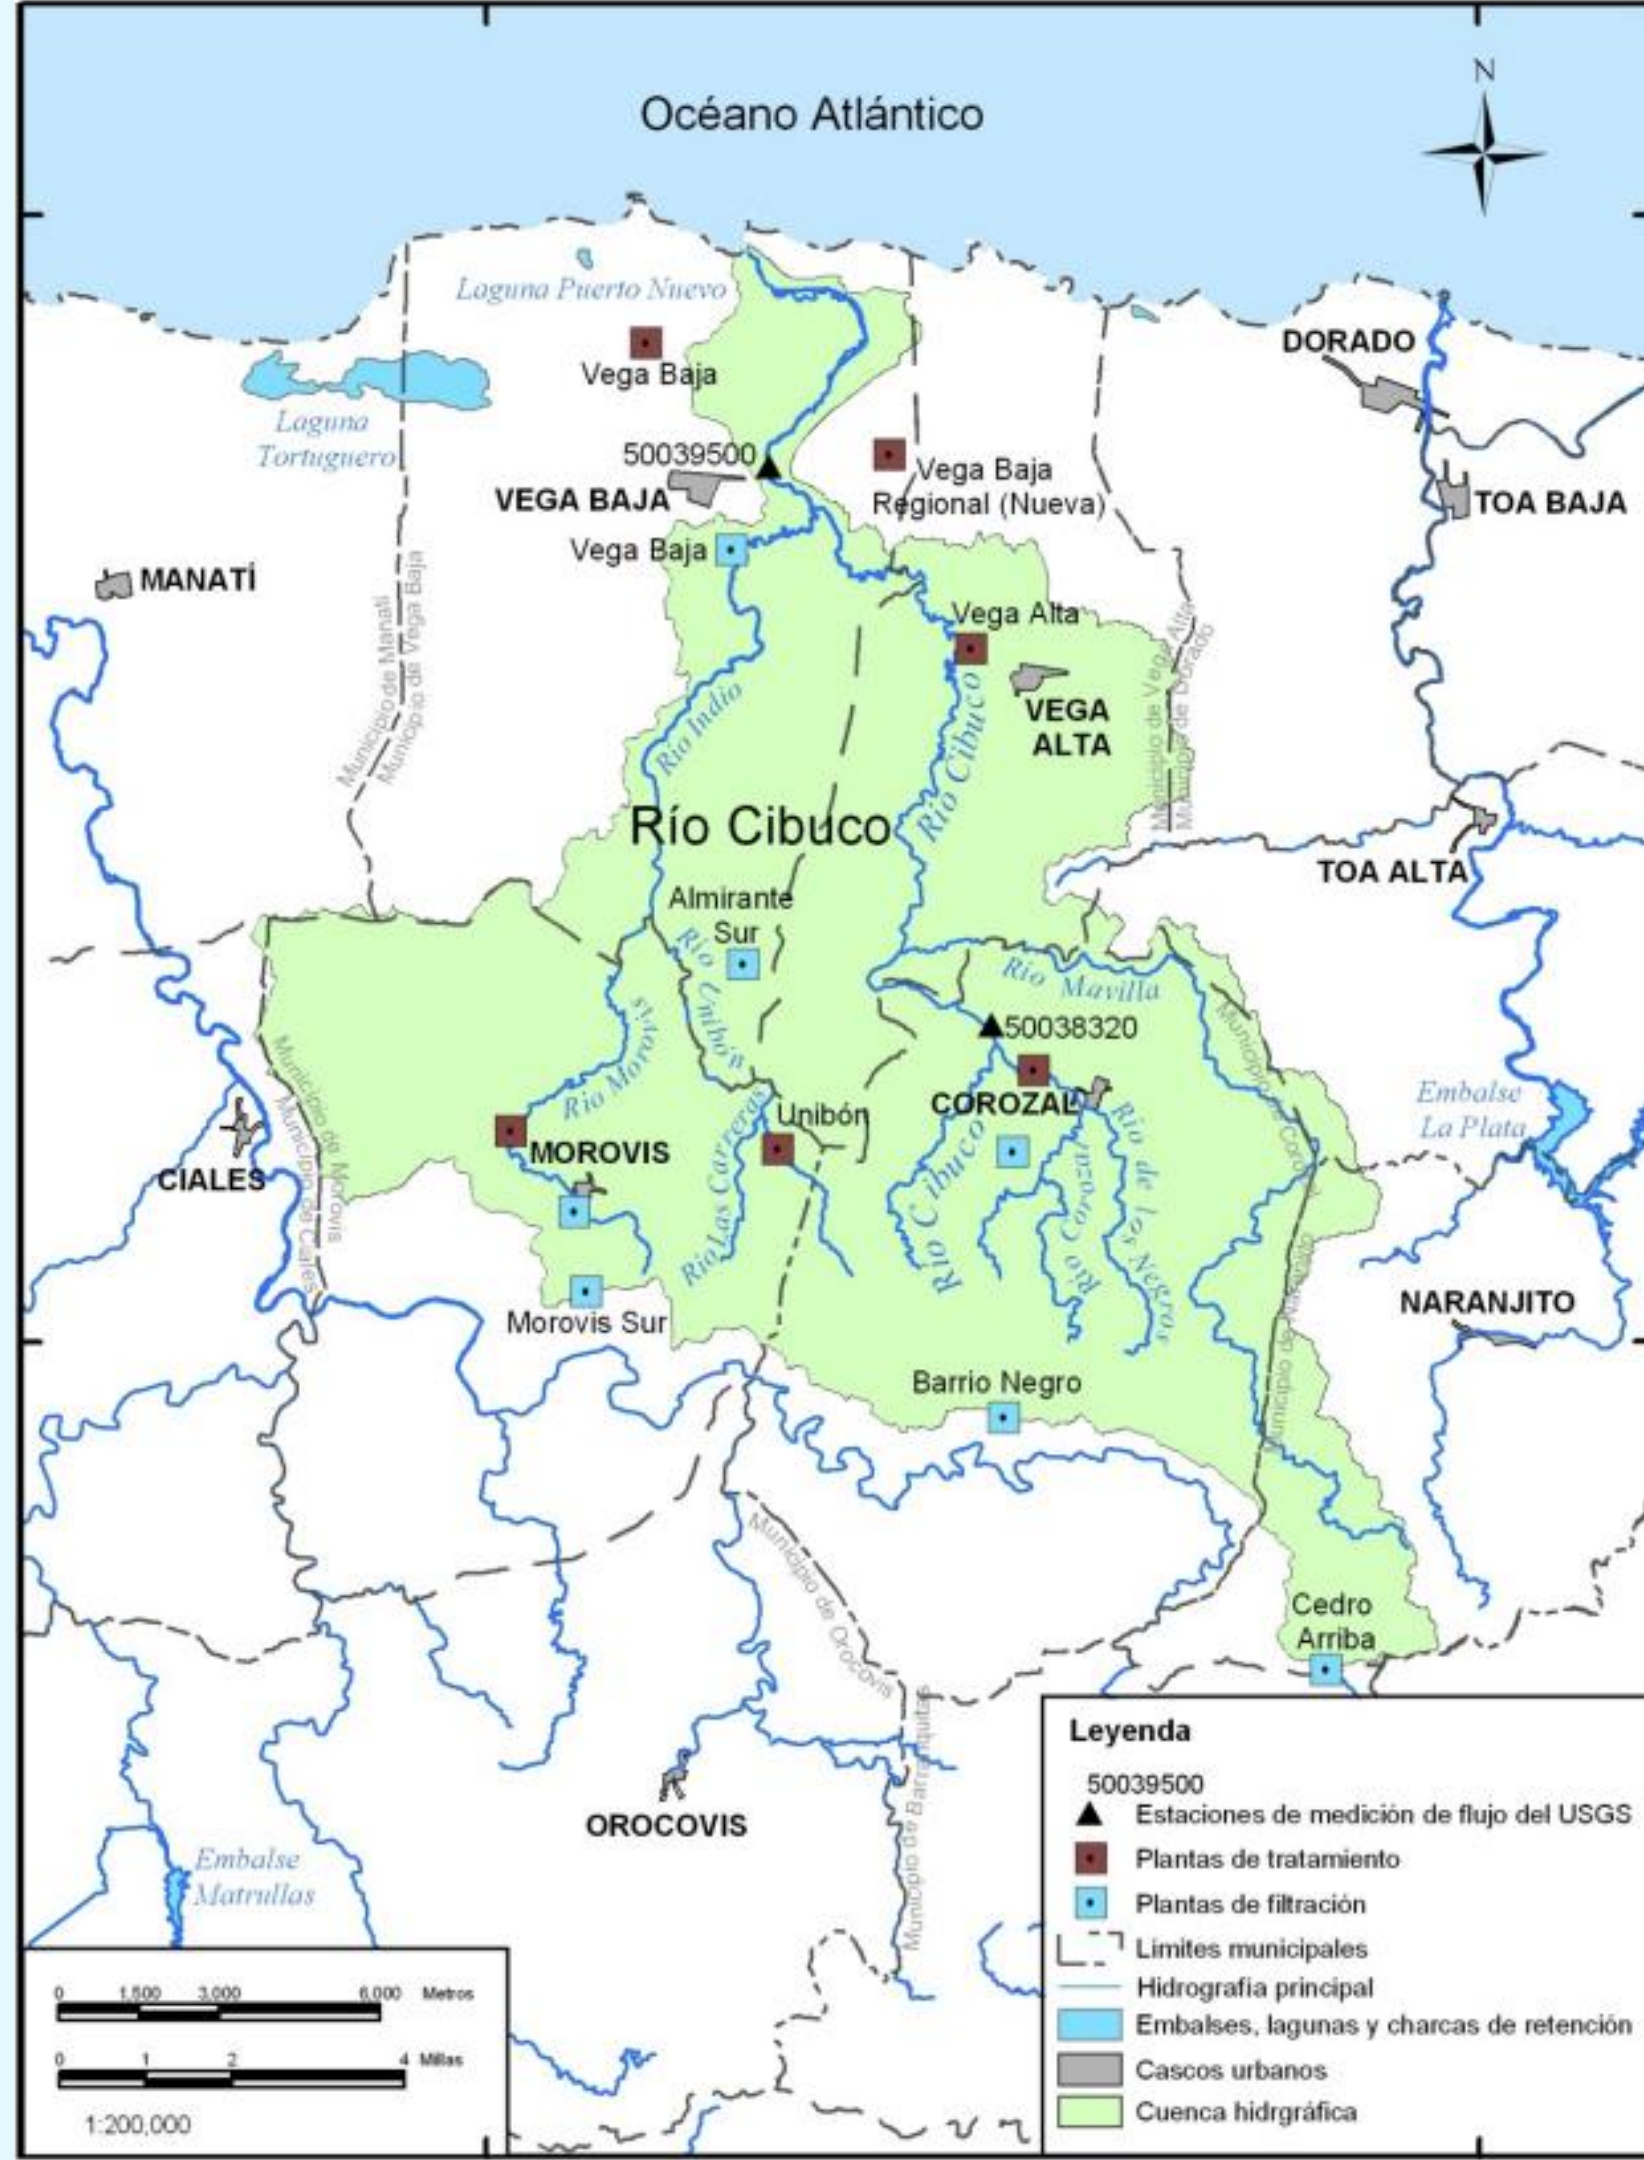 N
Océano Atlántico
Laguna Puerto Nuevo
DORADO
Vega Baja
Laguna
Tortuguero
50039500
VEGA BAJA
Vega Baja
Regional (Nueva)
TOA BAJA
Vega Baja
MANATÍ
Municipio de Manatí
Municipio de Vega Baja
Vega Alta
Municipio de Vega Alta
Municipio de Dorado
VEGA
ALTA
Río Indio
Río Cibuco
Río Cibuco
TOA ALTA
Almirante
Sur
Río Unibón
Río Mavilla
Río Morovis
50038320
Municipio de Morovis
Municipio de Ciales
COROZAL
Unibón
MOROVIS
CIALES
Embalse
La Plata
Río Las Carreras
Río Cibuco
Río Corozal
Río de los Negros
Municipio de Naranjito
NARANJITO
Morovis Sur
Barrio Negro
Municipio de Orocovis
Cedro
Arriba
Municipio de Barranquitas
OROCOVIS
Embalse
Matrullas
Leyenda
50039500
Estaciones de medición de flujo del USGS
Plantas de tratamiento
Plantas de filtración
Limites municipales
Hidrografía principal
Embalses, lagunas y charcas de retención
Cascos urbanos
Cuenca hidrgráfica
0 1,500 3,000 6,000 Metros
0 1 2 4 Millas
1:200,000